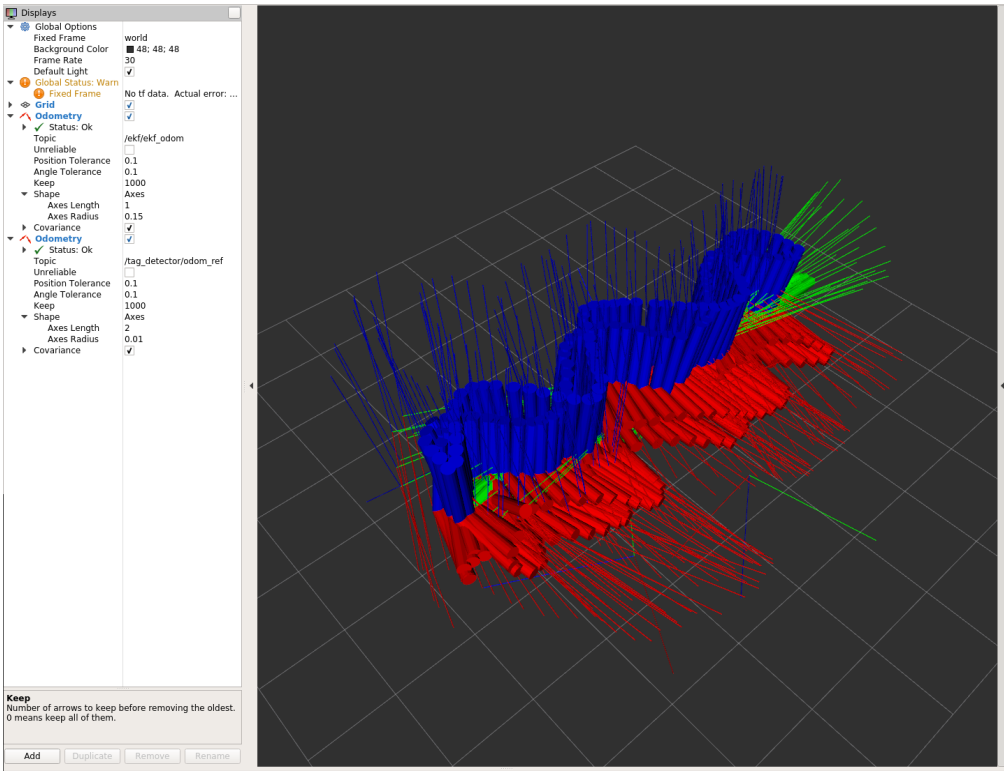 Displays
Global Options
Fixed Frame world
Background Color 48; 48; 48
Frame Rate 30
Default Light
Global Status: Warn
Fixed Frame No tf data. Actual error: ...
Grid
Odometry
Status: Ok
Topic /ekf/ekf_odom
Unreliable
Position Tolerance 0.1
Angle Tolerance 0.1
Keep 1000
Shape Axes
Axes Length 1
Axes Radius 0.15
Covariance
Odometry
Status: Ok
Topic /tag_detector/odom_ref
Unreliable
Position Tolerance 0.1
Angle Tolerance 0.1
Keep 1000
Shape Axes
Axes Length 2
Axes Radius 0.01
Covariance
Keep
Number of arrows to keep before removing the oldest.
0 means keep all of them.
Add Duplicate Remove Rename